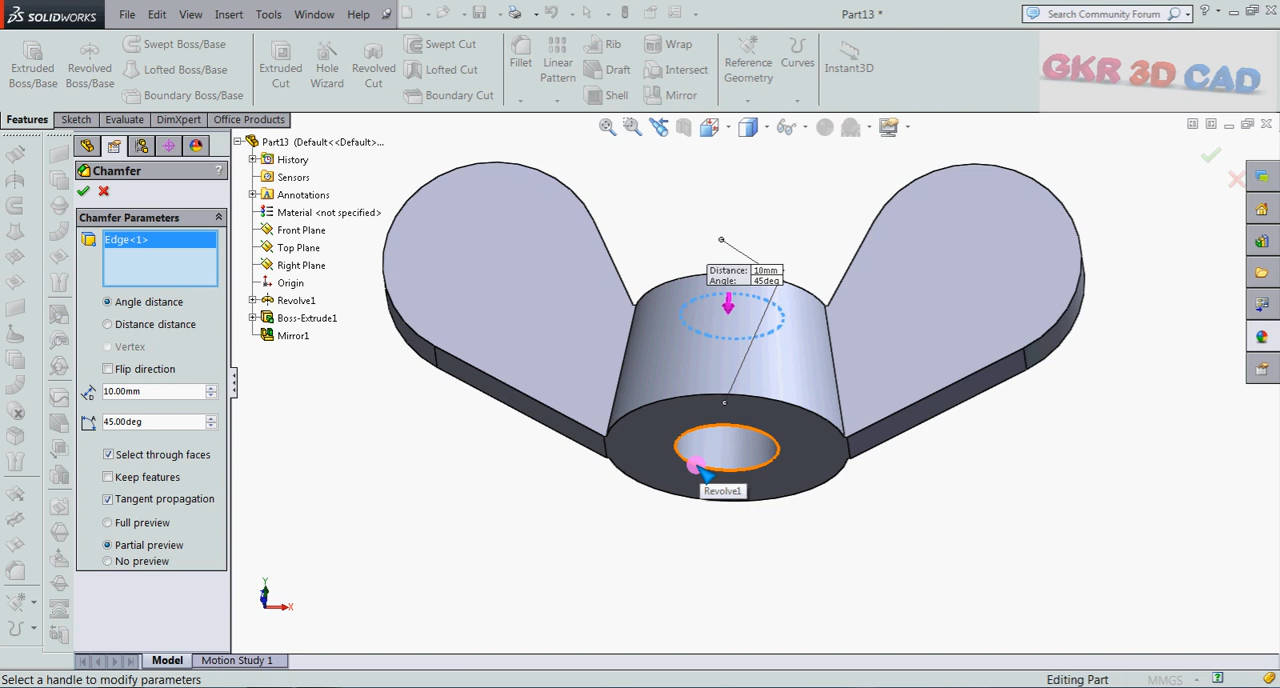 SOLIDWORKS File Edit View Insert Tools Window Help Part13 * Search Community Forum
Extruded Boss/Base
Revolved Boss/Base
Swept Boss/Base
Lofted Boss/Base
Boundary Boss/Base
Extruded Cut
Hole Wizard
Revolved Cut
Swept Cut
Lofted Cut
Boundary Cut
Fillet
Linear Pattern
Rib
Draft
Shell
Wrap
Intersect
Mirror
Reference Geometry
Curves
Instant3D
GKR 3D CAD
Features Sketch Evaluate DimXpert Office Products
Chamfer ?
Chamfer Parameters
Edge<1>
Angle distance
Distance distance
Vertex
Flip direction
10.00mm
45.00deg
Select through faces
Keep features
Tangent propagation
Full preview
Partial preview
No preview
Part13 (Default<<Default>...
History
Sensors
Annotations
Material <not specified>
Front Plane
Top Plane
Right Plane
Origin
Revolve1
Boss-Extrude1
Mirror1
Distance: 10mm
Angle: 45deg
Revolve1
Y
X
Model Motion Study 1
Select a handle to modify parameters Editing Part MMGS